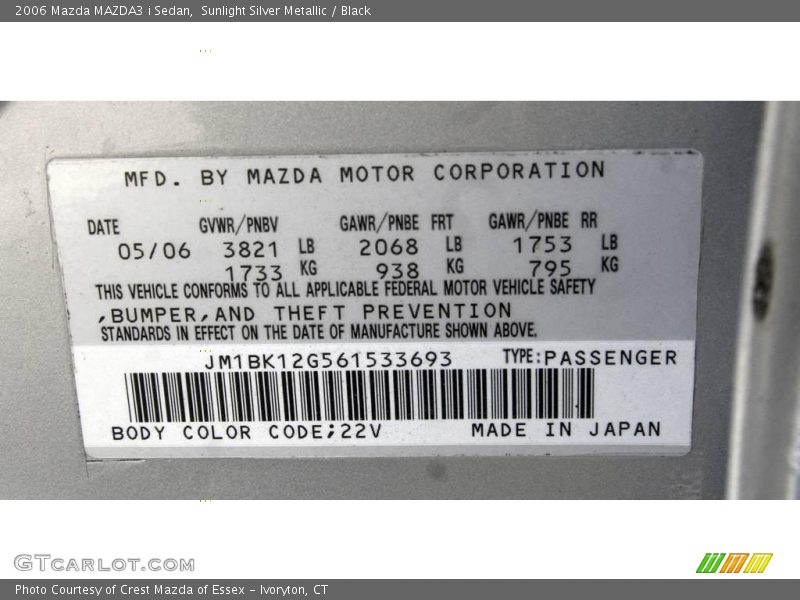 2006 Mazda MAZDA3 i Sedan,  Sunlight Silver Metallic / Black
MFD. BY MAZDA MOTOR CORPORATION
DATE GVWR/PNBV GAWR/PNBE FRT GAWR/PNBE RR
05/06 3821 LB 2068 LB 1753 LB
1733 KG 938 KG 795 KG
THIS VEHICLE CONFORMS TO ALL APPLICABLE FEDERAL MOTOR VEHICLE SAFETY
,BUMPER,AND THEFT PREVENTION
STANDARDS IN EFFECT ON THE DATE OF MANUFACTURE SHOWN ABOVE.
JM1BK12G561533693 TYPE:PASSENGER
BODY COLOR CODE;22V MADE IN JAPAN
GTCARLOT.COM
Photo Courtesy of Crest Mazda of Essex - Ivoryton, CT